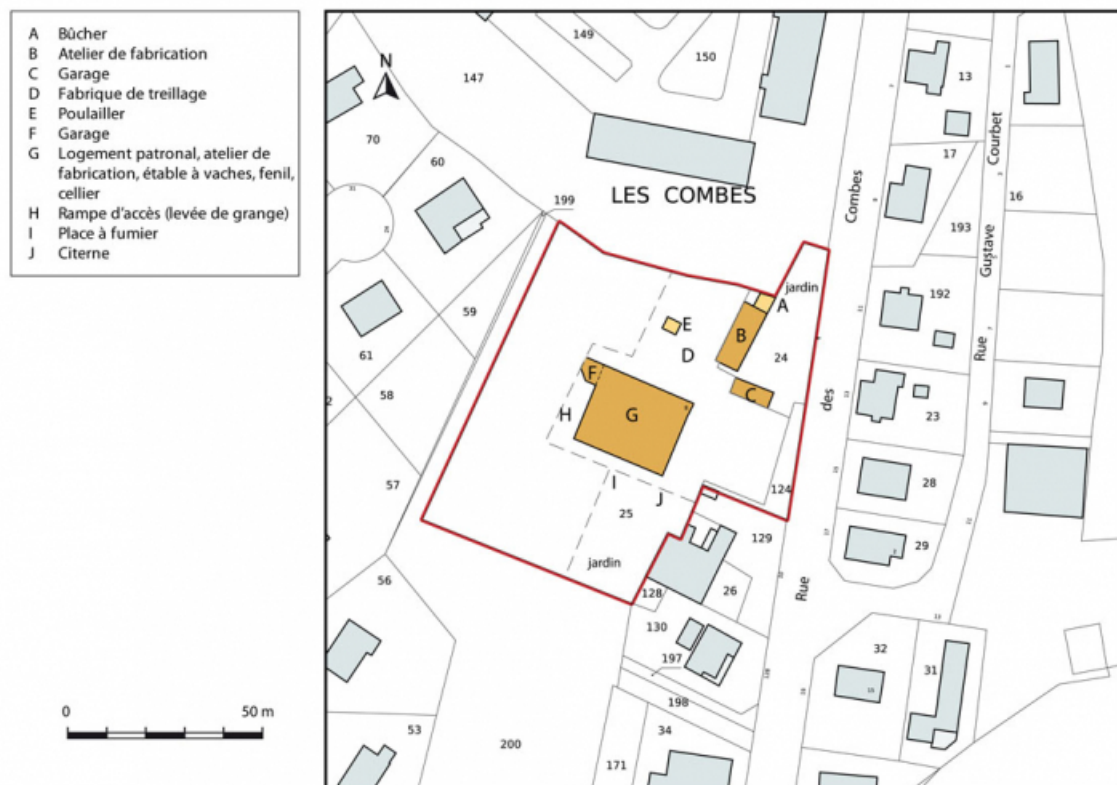 A Bûcher
B Atelier de fabrication
C Garage
D Fabrique de treillage
E Poulailler
F Garage
G Logement patronal, atelier de
fabrication, étable à vaches, fenil,
cellier
H Rampe d'accès (levée de grange)
I Place à fumier
J Citerne
0 50 m
N
149
150
147
13
70
60
17
Courbet
16
199
LES COMBES
Combes
193
Gustave
59
jardin
A
192
E
B
D
24
61
58
F
C
Rue
H
G
des
23
57
I
J
124
28
25
129
29
jardin
56
128
26
Rue
130
32
31
197
198
53
200
34
171